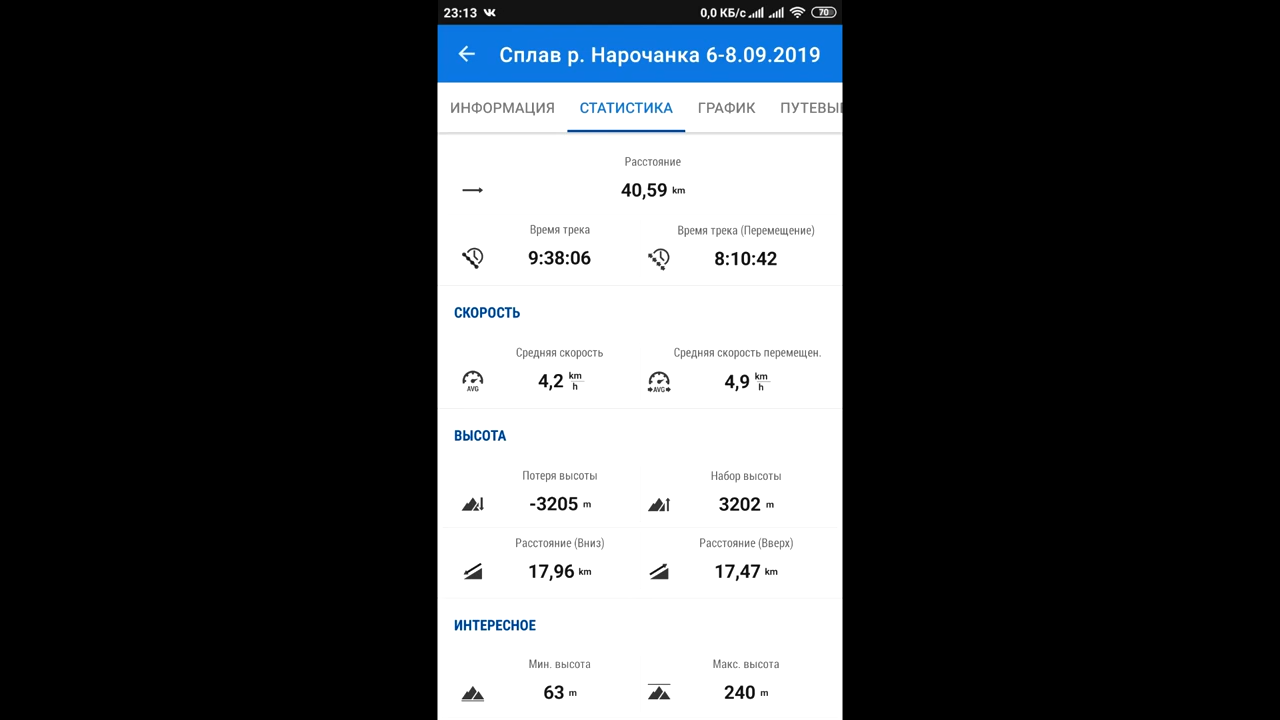 23:13 0,0 КБ/с 70
Сплав р. Нарочанка 6-8.09.2019
ИНФОРМАЦИЯ СТАТИСТИКА ГРАФИК ПУТЕВЫ
Расстояние
40,59 km
Время трека Время трека (Перемещение)
9:38:06 8:10:42
СКОРОСТЬ
Средняя скорость Средняя скорость перемещен.
4,2 km/h 4,9 km/h
AVG AVG
ВЫСОТА
Потеря высоты Набор высоты
-3205 m 3202 m
Расстояние (Вниз) Расстояние (Вверх)
17,96 km 17,47 km
ИНТЕРЕСНОЕ
Мин. высота Макс. высота
63 m 240 m